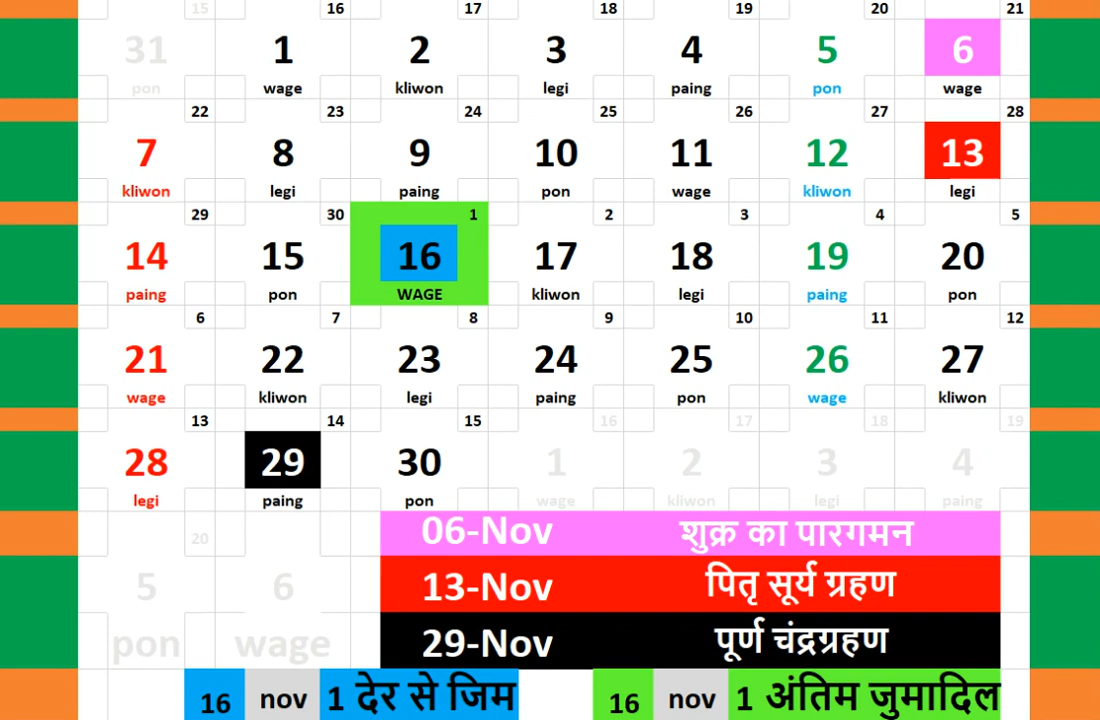 15 16 17 18 19 20 21
31 1 2 3 4 5 6
pon wage kliwon legi paing pon wage
22 23 24 25 26 27 28
7 8 9 10 11 12 13
kliwon legi paing pon wage kliwon legi
29 30 1 2 3 4 5
14 15 16 17 18 19 20
paing pon WAGE kliwon legi paing pon
6 7 8 9 10 11 12
21 22 23 24 25 26 27
wage kliwon legi paing pon wage kliwon
13 14 15 16 17 18 19
28 29 30 1 2 3 4
legi paing pon wage kliwon legi paing
20
06-Nov शुक्र का पारगमन
5 6
13-Nov पितृ सूर्य ग्रहण
pon wage
29-Nov पूर्ण चंद्रग्रहण
16 nov 1 देर से जिम
16 nov 1 अंतिम जुमादिल